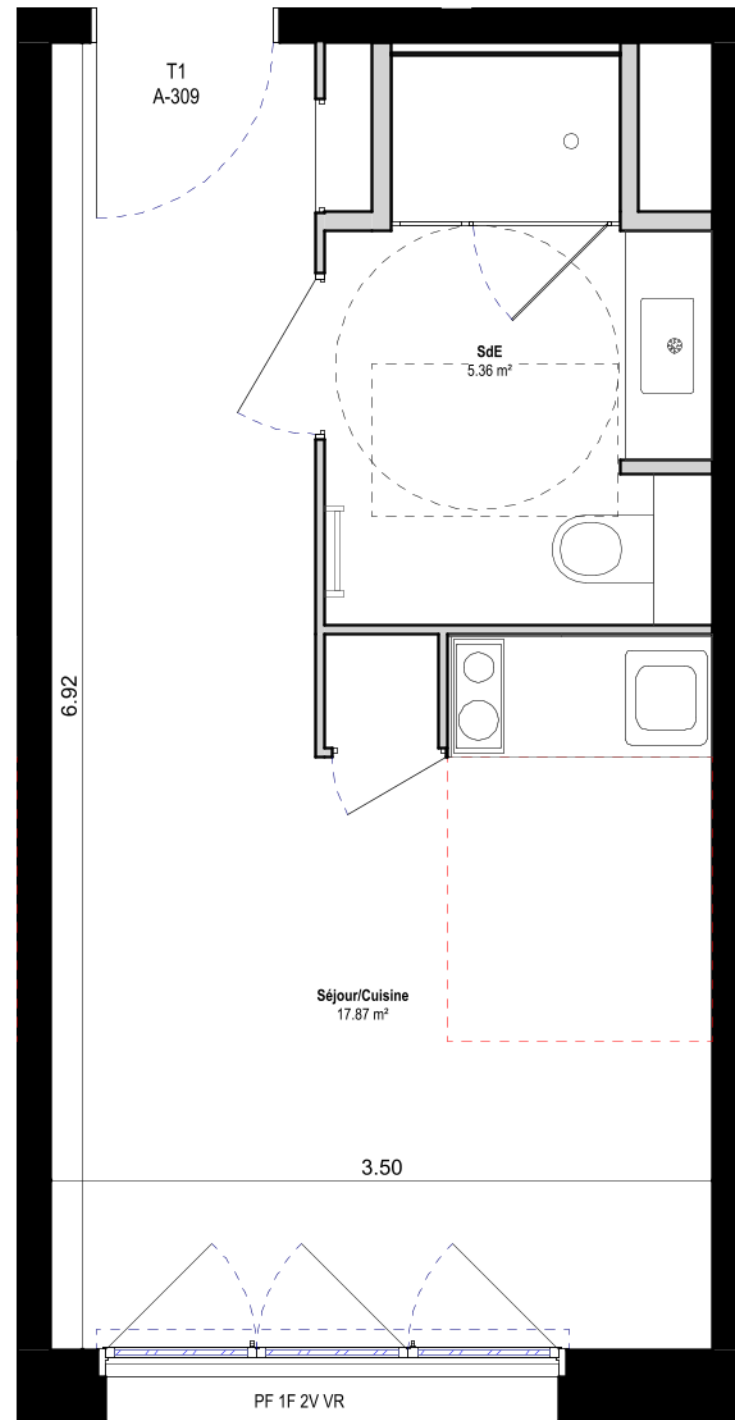 T1
A-309
SdE
5.36 m²
6.92
Séjour/Cuisine
17.87 m²
3.50
PF 1F 2V VR